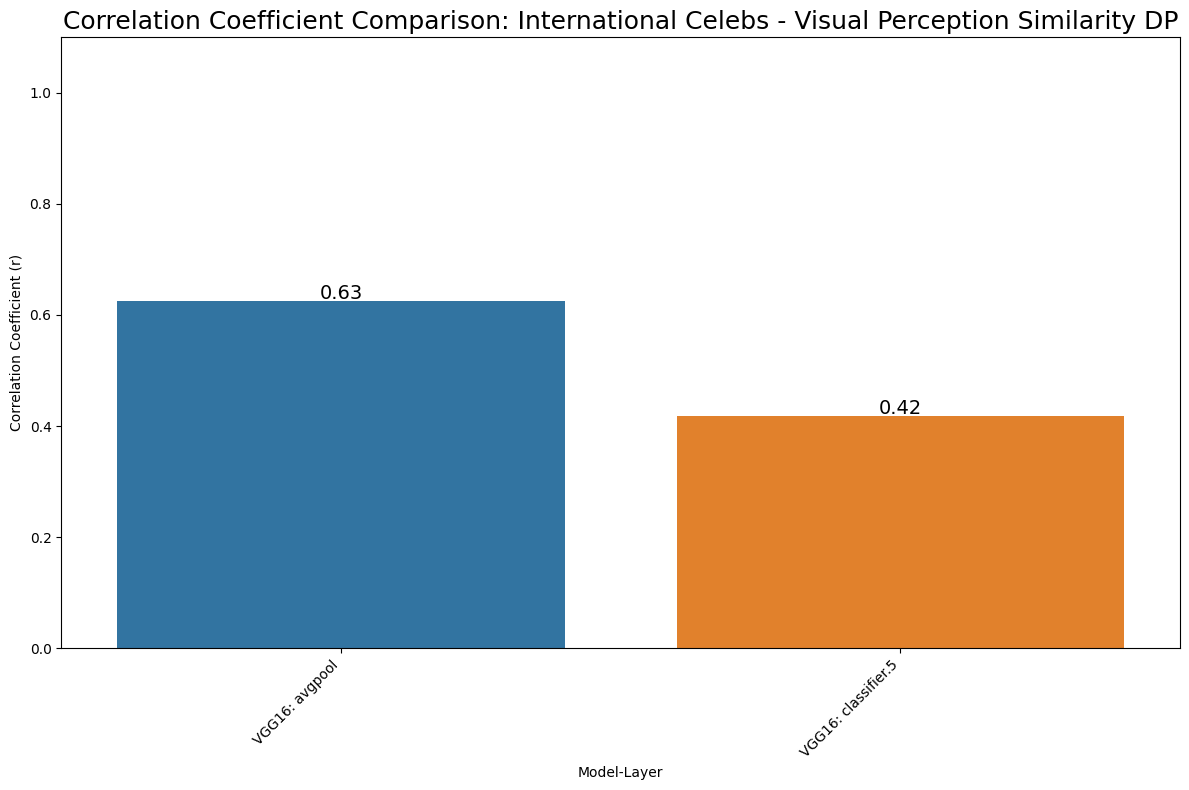 Correlation Coefficient Comparison: International Celebs - Visual Perception Similarity DP
1.0
0.8
0.6
0.4
0.2
0.0
Correlation Coefficient (r)
0.63
0.42
VGG16: avgpool
VGG16: classifier.5
Model-Layer